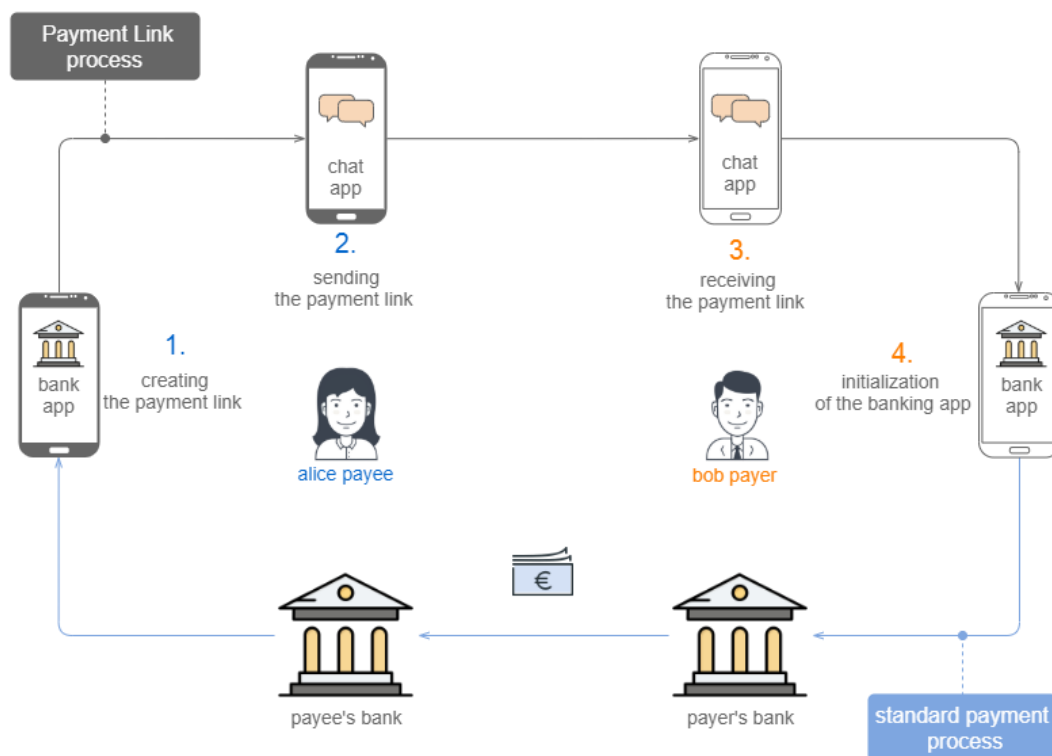 Payment Link
process
chat
app
chat
app
2.
sending
the payment link
3.
receiving
the payment link
bank
app
1.
creating
the payment link
4.
initialization
of the banking app
bank
app
alice payee
bob payer
€
payee's bank
payer's bank
standard payment
process